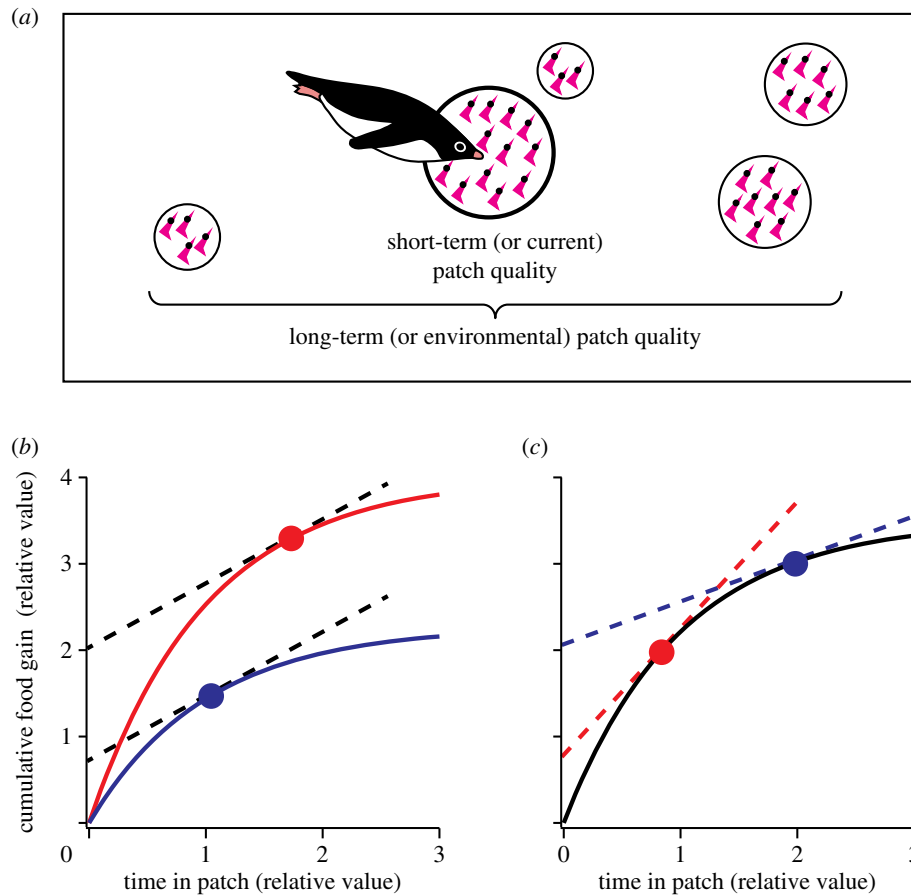 (a)
short-term (or current)
patch quality
long-term (or environmental) patch quality
(b)
(c)
cumulative food gain (relative value)
4
3
2
1
0
1
2
3
time in patch (relative value)
0
1
2
3
time in patch (relative value)